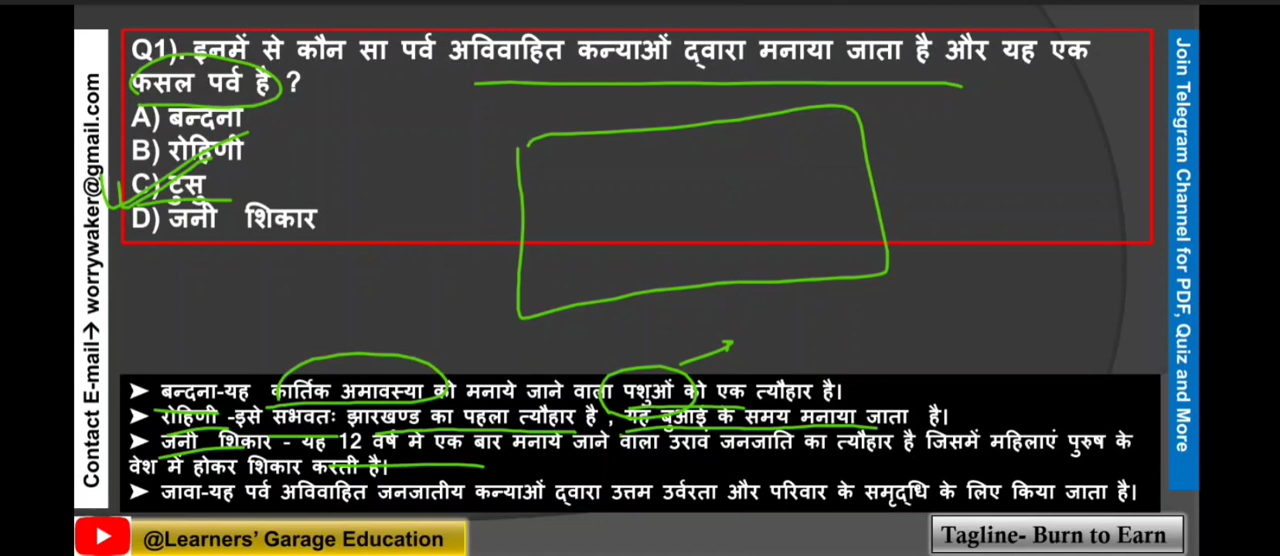 Q1). इनमें से कौन सा पर्व अविवाहित कन्याओं द्वारा मनाया जाता है और यह एक
फसल पर्व है ?
A) बन्दना
B) रोहिणी
C) टुसु
D) जनी शिकार
➤ बन्दना-यह कार्तिक अमावस्या को मनाये जाने वाला पशुओं को एक त्यौहार है।
➤ रोहिणी -इसे संभवतः झारखण्ड का पहला त्यौहार है , यह बुआई के समय मनाया जाता है।
➤ जनी शिकार - यह 12 वर्ष में एक बार मनाये जाने वाला उरावं जनजाति का त्यौहार है जिसमें महिलाएं पुरुष के
वेश में होकर शिकार करती है।
➤ जावा-यह पर्व अविवाहित जनजातीय कन्याओं द्वारा उत्तम उर्वरता और परिवार के समृद्धि के लिए किया जाता है।
Contact E-mail→ worrywaker@gmail.com
Join Telegram Channel for PDF, Quiz and More
@Learners’ Garage Education
Tagline- Burn to Earn